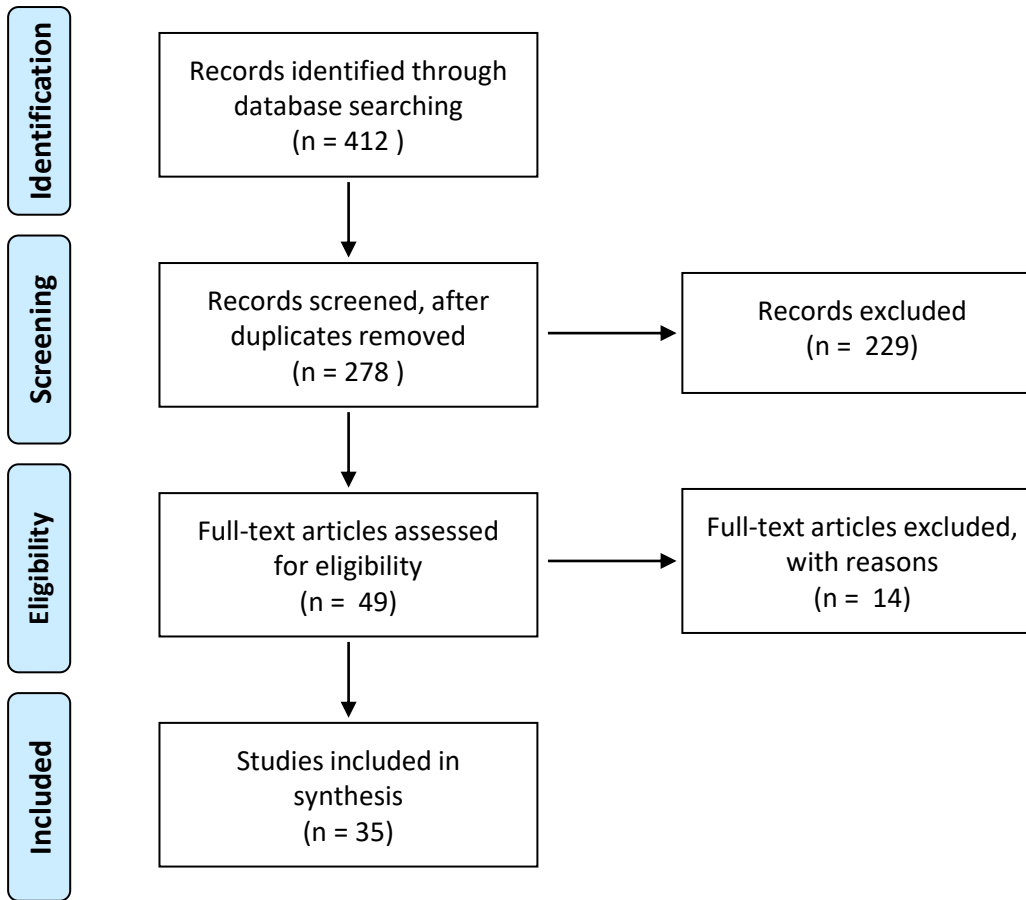 Identification
Records identified through
database searching
(n = 412 )
Screening
Records screened, after
duplicates removed
(n = 278 )
Records excluded
(n =  229)
Eligibility
Full-text articles assessed
for eligibility
(n =  49)
Full-text articles excluded,
with reasons
(n =  14)
Included
Studies included in
synthesis
(n = 35)